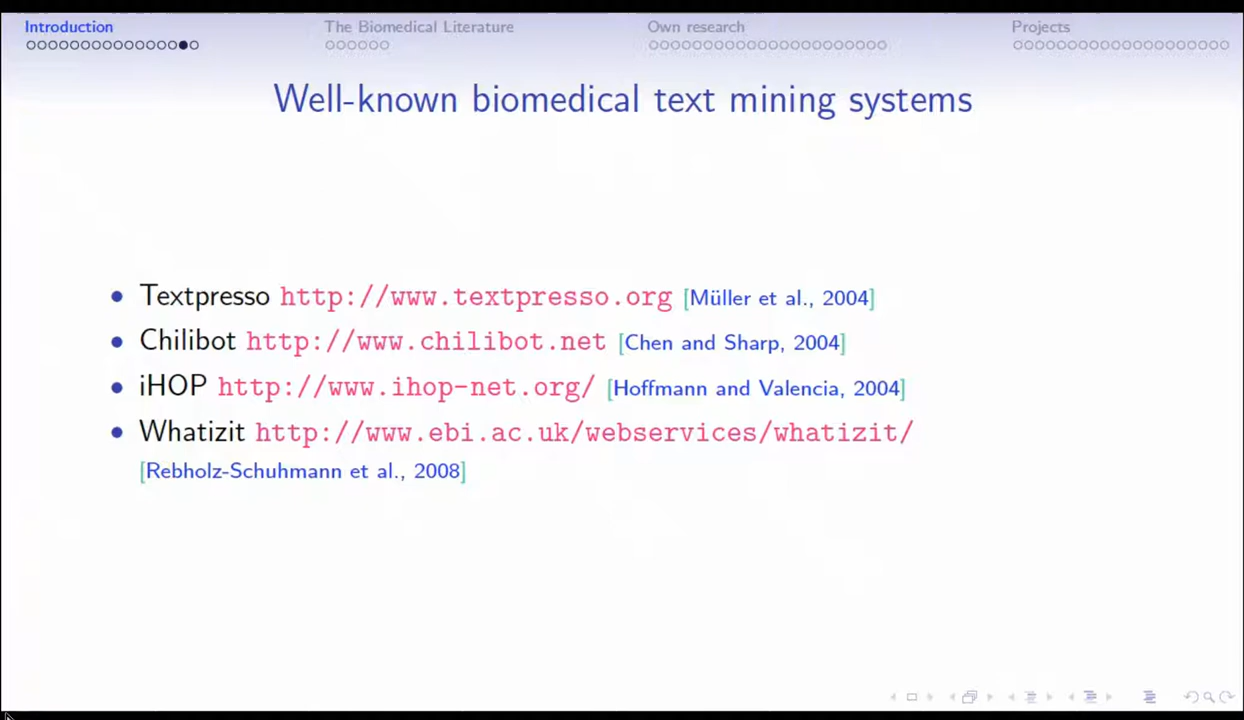 Introduction The Biomedical Literature Own research Projects
Well-known biomedical text mining systems
• Textpresso http://www.textpresso.org [Müller et al., 2004]
• Chilibot http://www.chilibot.net [Chen and Sharp, 2004]
• iHOP http://www.ihop-net.org/ [Hoffmann and Valencia, 2004]
• Whatizit http://www.ebi.ac.uk/webservices/whatizit/
[Rebholz-Schuhmann et al., 2008]